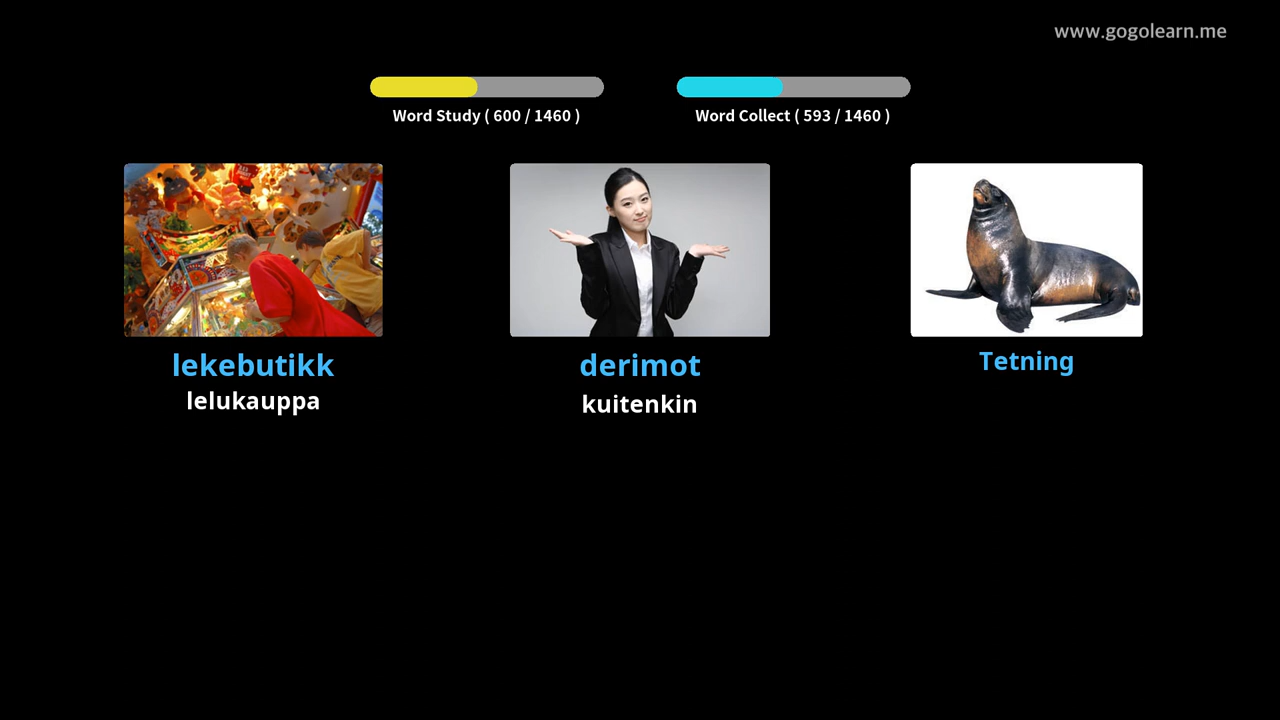 www.gogolearn.me
Word Study ( 600 / 1460 )
Word Collect ( 593 / 1460 )
lekebutikk
derimot
Tetning
lelukauppa
kuitenkin